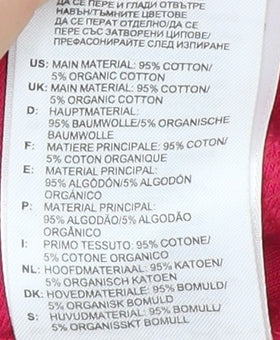 ДА СЕ ПЕРЕ И ГЛАДИ ОТВЪТРЕ
НАВЪН/ТЪМНИТЕ ЦВЕТОВЕ
ДА СЕ ПЕРАТ ОТДЕЛНО/ДА СЕ
ПЕРЕ СЪС ЗАТВОРЕНИ ЦИПОВЕ/
ПРЕФАСОНИРАЙТЕ СЛЕД ИЗПИРАНЕ
US: MAIN MATERIAL: 95% COTTON/
5% ORGANIC COTTON
UK: MAIN MATERIAL: 95% COTTON/
5% ORGANIC COTTON
D: HAUPTMATERIAL:
95% BAUMWOLLE/5% ORGANISCHE
BAUMWOLLE
F: MATIERE PRINCIPALE: 95% COTON/
5% COTON ORGANIQUE
E: MATERIAL PRINCIPAL:
95% ALGÓDÓN/5% ALGODÓN
ORGÁNICO
P: MATERIAL PRINCIPAL:
95% ALGODÃO/5% ALGODÃO
ORGÂNICO
I: PRIMO TESSUTO: 95% COTONE/
5% COTONE ORGANICO
NL: HOOFDMATERIAAL: 95% KATOEN/
5% ORGANISCH KATOEN
DK: HOVEDMATERIALE: 95% BOMULD/
5% ORGANISK BOMULD
S: HUVUDMATERIAL: 95% BOMULL/
5% ORGANISSKT BOMULL